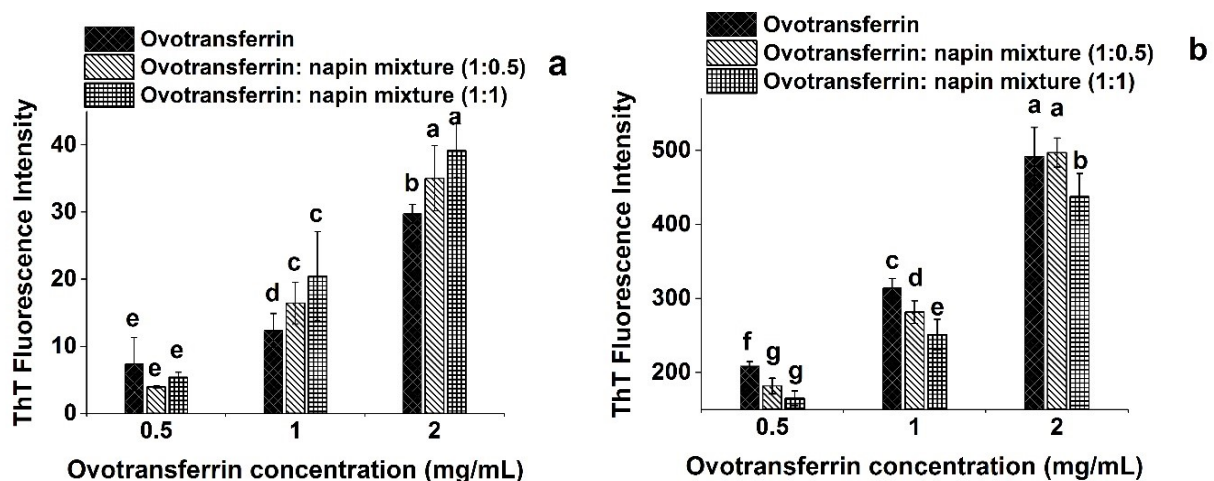 Ovotransferrin
Ovotransferrin: napin mixture (1:0.5)
Ovotransferrin: napin mixture (1:1)
a
ThT Fluorescence Intensity
40
30
20
10
0
e
e
e
d
c
c
b
a
a
0.5
1
2
Ovotransferrin concentration (mg/mL)
Ovotransferrin
Ovotransferrin: napin mixture (1:0.5)
Ovotransferrin: napin mixture (1:1)
b
ThT Fluorescence Intensity
500
400
300
200
f
g
g
c
d
e
a
a
b
0.5
1
2
Ovotransferrin concentration (mg/mL)